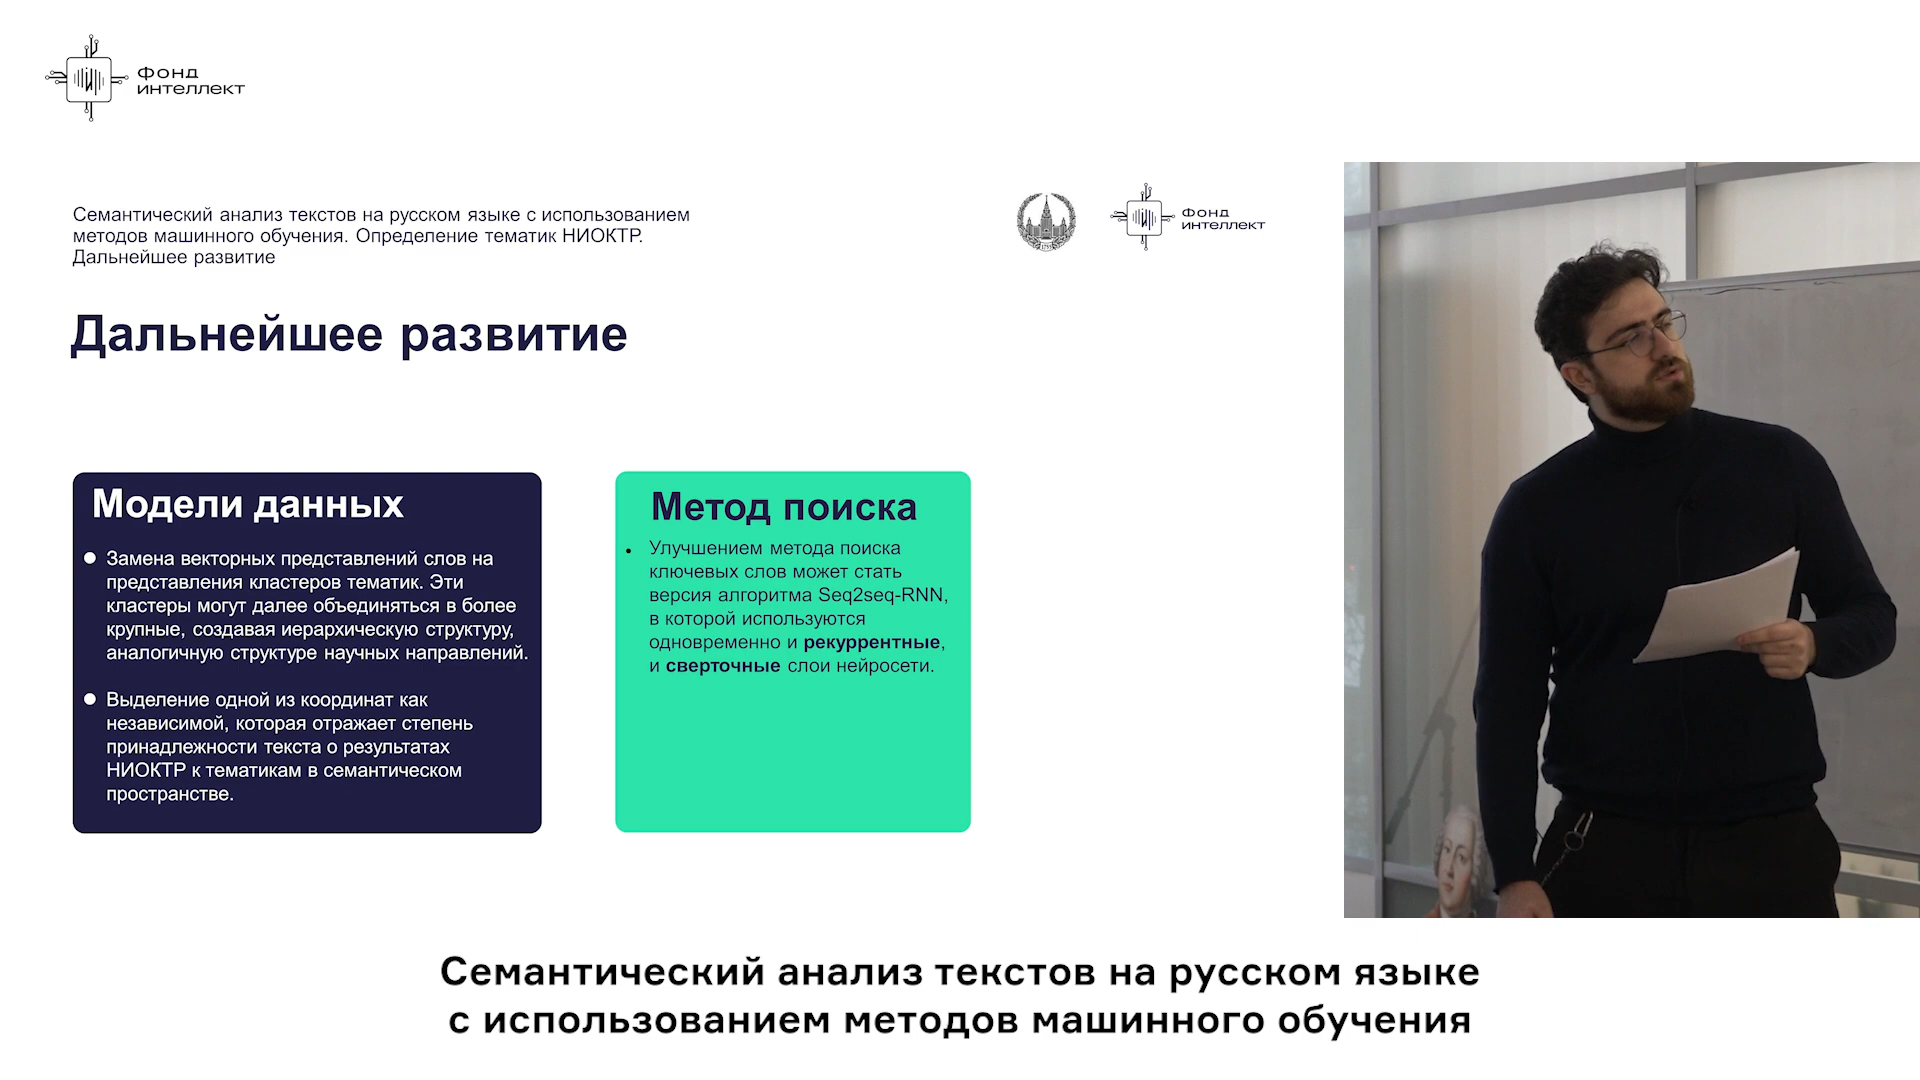 Фонд
интеллект
Семантический анализ текстов на русском языке с использованием
методов машинного обучения. Определение тематик НИОКТР.
Дальнейшее развитие
Фонд
интеллект
Дальнейшее развитие
Модели данных
Замена векторных представлений слов на
представления кластеров тематик. Эти
кластеры могут далее объединяться в более
крупные, создавая иерархическую структуру,
аналогичную структуре научных направлений.
Выделение одной из координат как
независимой, которая отражает степень
принадлежности текста о результатах
НИОКТР к тематикам в семантическом
пространстве.
Метод поиска
Улучшением метода поиска
ключевых слов может стать
версия алгоритма Seq2seq-RNN,
в которой используются
одновременно и рекуррентные,
и сверточные слои нейросети.
Семантический анализ текстов на русском языке
с использованием методов машинного обучения